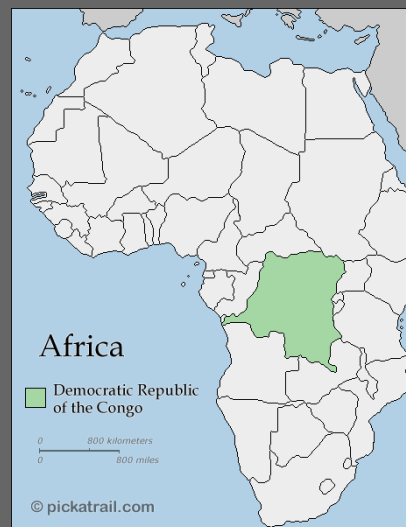 Africa
Democratic Republic
of the Congo
0 800 kilometers
0 800 miles
© pickatrail.com